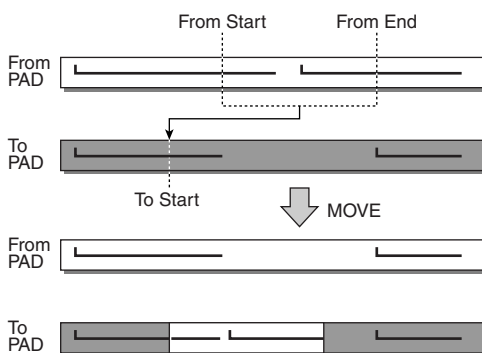 From Start From End
From
PAD
To
PAD
To Start
MOVE
From
PAD
To
PAD